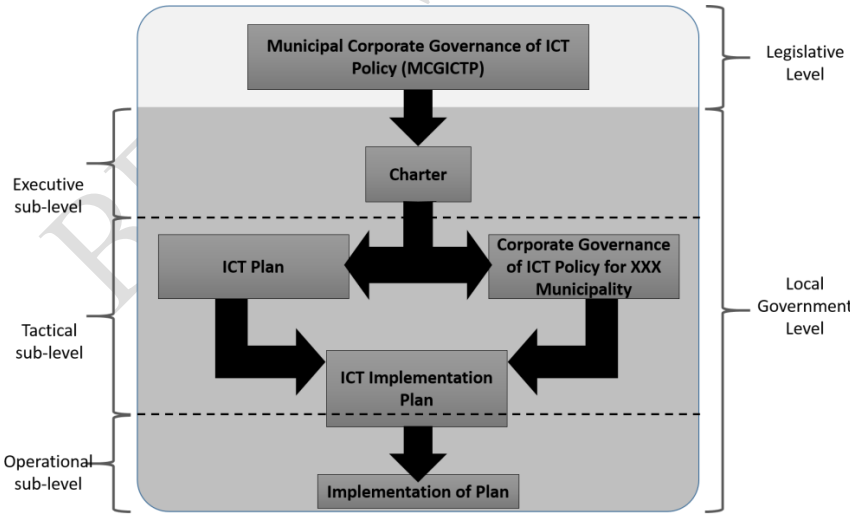 Municipal Corporate Governance of ICT
Policy (MCGICTP)
Legislative
Level
Charter
Executive
sub-level
ICT Plan
Corporate Governance
of ICT Policy for XXX
Municipality
Local
Government
Level
Tactical
sub-level
ICT Implementation
Plan
Operational
sub-level
Implementation of Plan